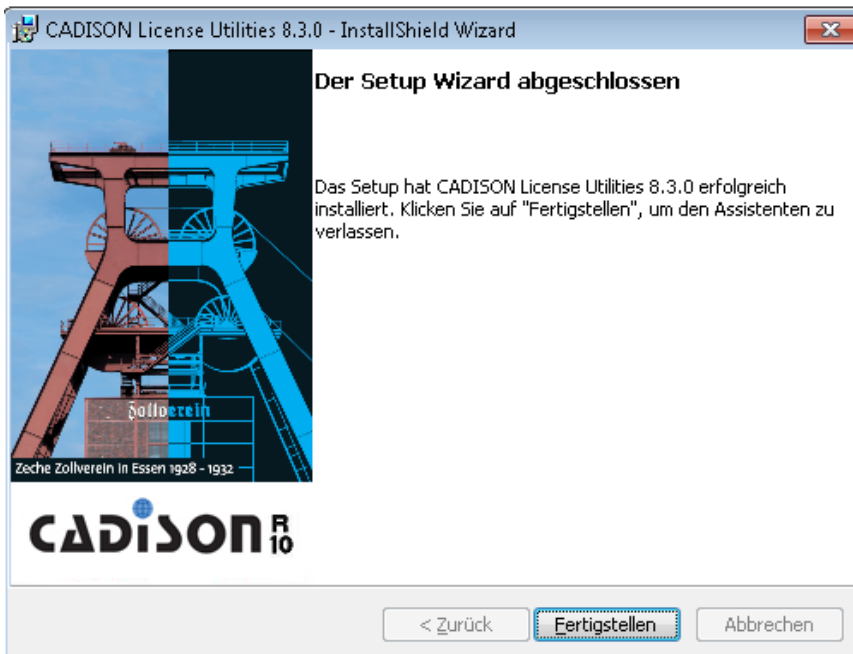 CADISON License Utilities 8.3.0 - InstallShield Wizard
Der Setup Wizard abgeschlossen
Das Setup hat CADISON License Utilities 8.3.0 erfolgreich
installiert. Klicken Sie auf "Fertigstellen", um den Assistenten zu
verlassen.
Zollverein
Zeche Zollverein in Essen 1928 - 1932
CADISON R
10
< Zurück
Fertigstellen
Abbrechen